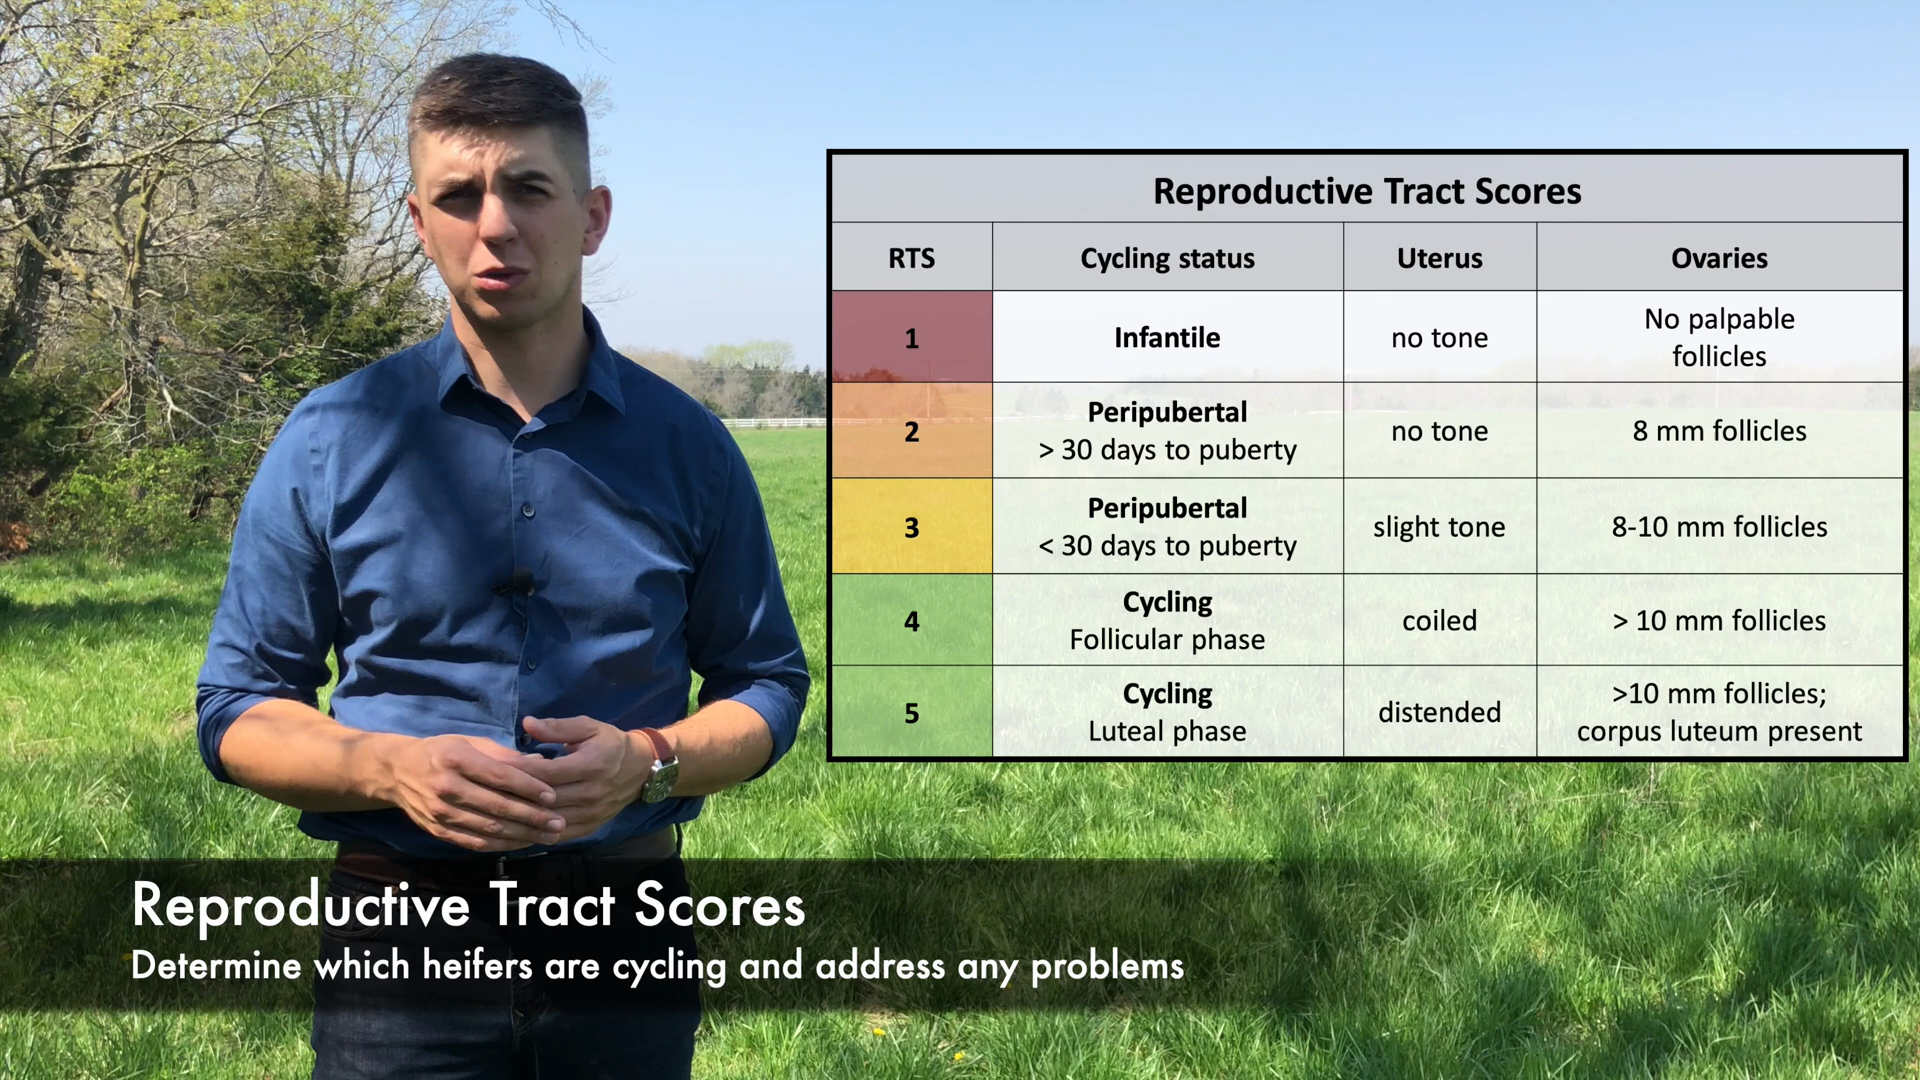 Reproductive Tract Scores
RTS Cycling status Uterus Ovaries
1 Infantile no tone No palpable follicles
2 Peripubertal > 30 days to puberty no tone 8 mm follicles
3 Peripubertal < 30 days to puberty slight tone 8-10 mm follicles
4 Cycling Follicular phase coiled > 10 mm follicles
5 Cycling Luteal phase distended >10 mm follicles; corpus luteum present
Reproductive Tract Scores
Determine which heifers are cycling and address any problems